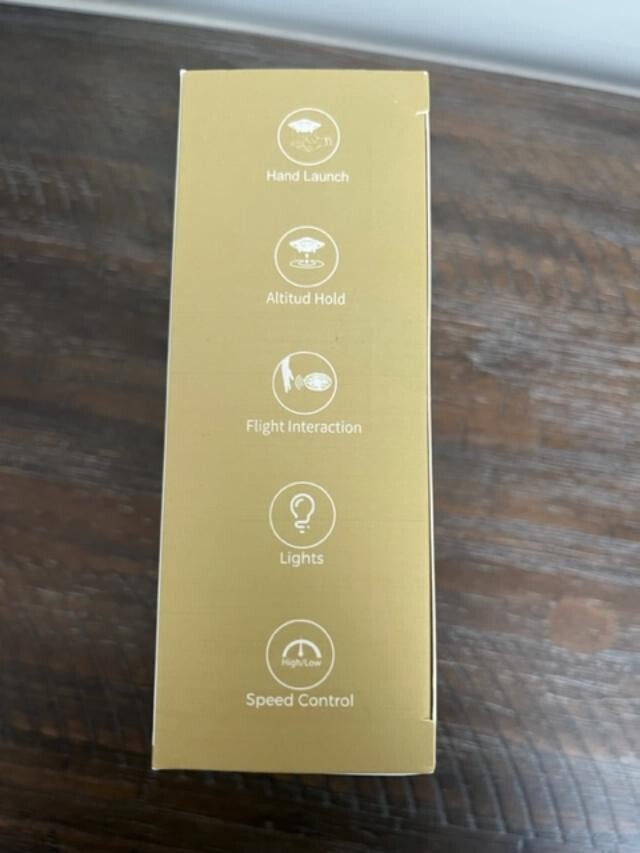 Hand Launch
Altitud Hold
Flight Interaction
Lights
High/Low
Speed Control